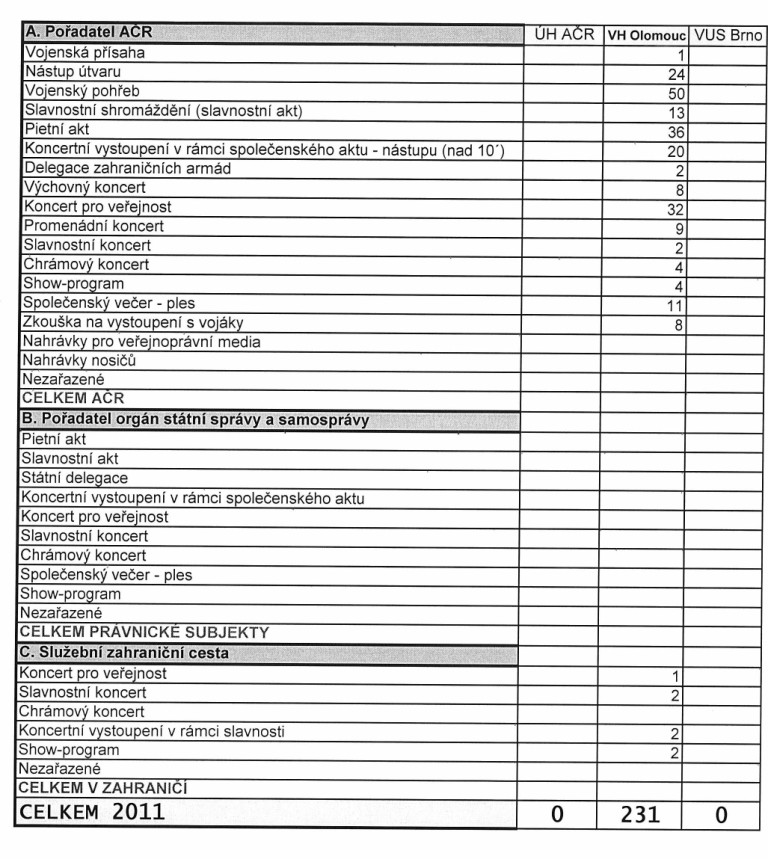 A. Pořadatel AČR ÚH AČR VH Olomouc VUS Brno
Vojenská přísaha 1
Nástup útvaru 24
Vojenský pohřeb 50
Slavnostní shromáždění (slavnostní akt) 13
Pietní akt 36
Koncertní vystoupení v rámci společenského aktu - nástupu (nad 10´) 20
Delegace zahraničních armád 2
Výchovný koncert 8
Koncert pro veřejnost 32
Promenádní koncert 9
Slavnostní koncert 2
Chrámový koncert 4
Show-program 4
Společenský večer - ples 11
Zkouška na vystoupení s vojáky 8
Nahrávky pro veřejnoprávní media
Nahrávky nosičů
Nezařazené
CELKEM AČR
B. Pořadatel orgán státní správy a samosprávy
Pietní akt
Slavnostní akt
Státní delegace
Koncertní vystoupení v rámci společenského aktu
Koncert pro veřejnost
Slavnostní koncert
Chrámový koncert
Společenský večer - ples
Show-program
Nezařazené
CELKEM PRÁVNICKÉ SUBJEKTY
C. Služební zahraniční cesta
Koncert pro veřejnost 1
Slavnostní koncert 2
Chrámový koncert
Koncertní vystoupení v rámci slavnosti 2
Show-program 2
Nezařazené
CELKEM V ZAHRANIČÍ
CELKEM 2011 0 231 0